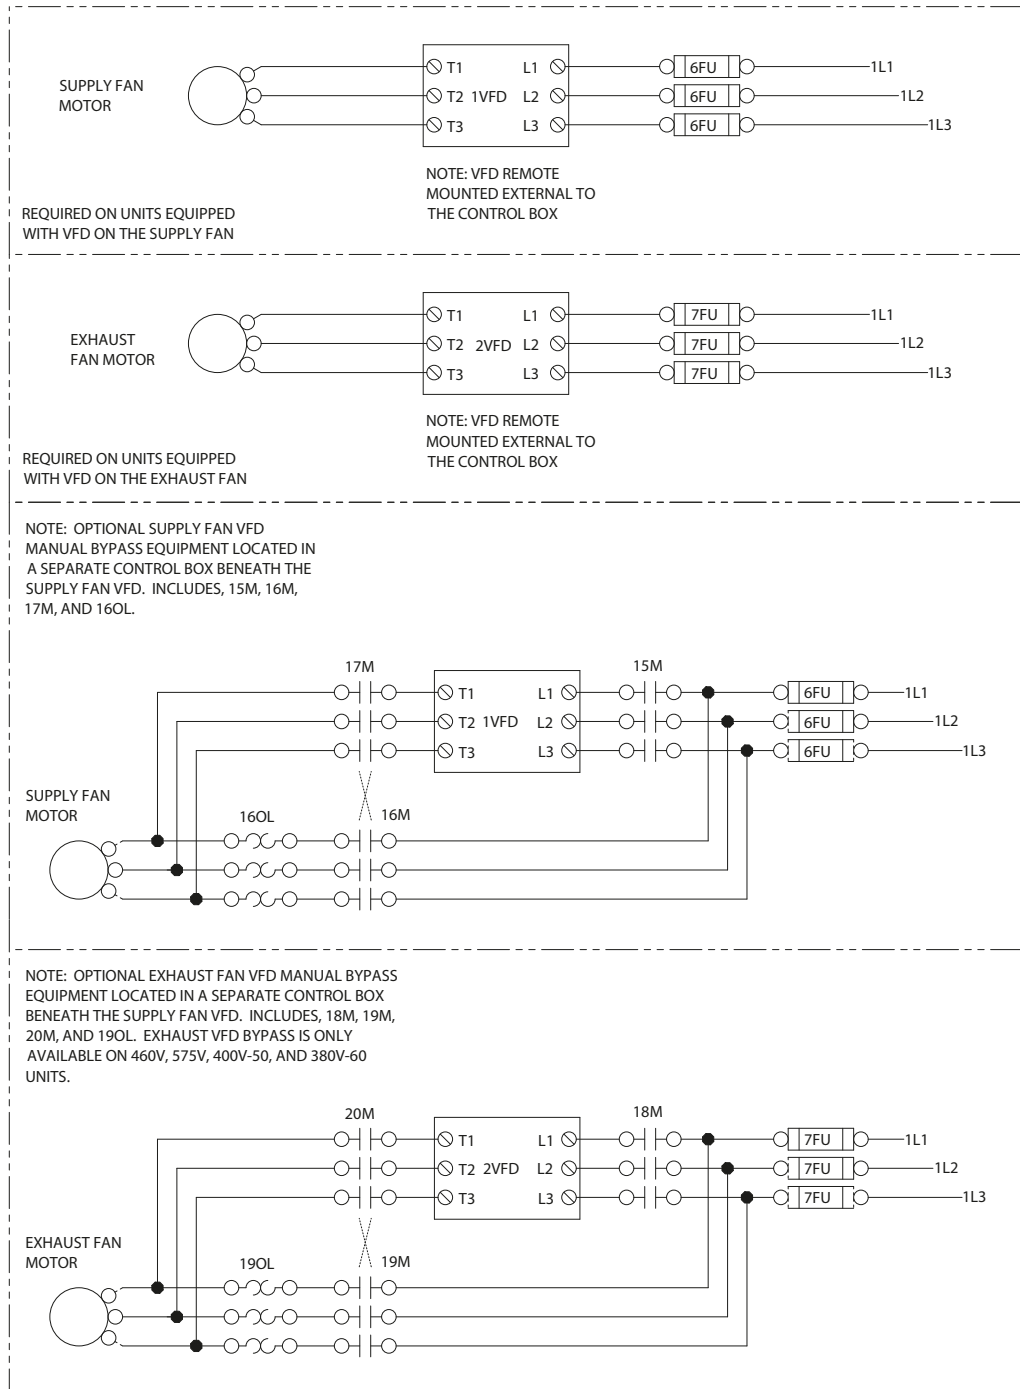 SUPPLY FAN
MOTOR
T1 L1 6FU 1L1
T2 1VFD L2 6FU 1L2
T3 L3 6FU 1L3
NOTE: VFD REMOTE
MOUNTED EXTERNAL TO
THE CONTROL BOX
REQUIRED ON UNITS EQUIPPED
WITH VFD ON THE SUPPLY FAN
EXHAUST
FAN MOTOR
T1 L1 7FU 1L1
T2 2VFD L2 7FU 1L2
T3 L3 7FU 1L3
NOTE: VFD REMOTE
MOUNTED EXTERNAL TO
THE CONTROL BOX
REQUIRED ON UNITS EQUIPPED
WITH VFD ON THE EXHAUST FAN
NOTE: OPTIONAL SUPPLY FAN VFD
MANUAL BYPASS EQUIPMENT LOCATED IN
A SEPARATE CONTROL BOX BENEATH THE
SUPPLY FAN VFD. INCLUDES, 15M, 16M,
17M, AND 16OL.
17M 15M
T1 L1 6FU 1L1
T2 1VFD L2 6FU 1L2
T3 L3 6FU 1L3
SUPPLY FAN
MOTOR
16OL 16M
NOTE: OPTIONAL EXHAUST FAN VFD MANUAL BYPASS
EQUIPMENT LOCATED IN A SEPARATE CONTROL BOX
BENEATH THE SUPPLY FAN VFD. INCLUDES, 18M, 19M,
20M, AND 19OL. EXHAUST VFD BYPASS IS ONLY
AVAILABLE ON 460V, 575V, 400V-50, AND 380V-60
UNITS.
20M 18M
T1 L1 7FU 1L1
T2 2VFD L2 7FU 1L2
T3 L3 7FU 1L3
EXHAUST FAN
MOTOR
19OL 19M